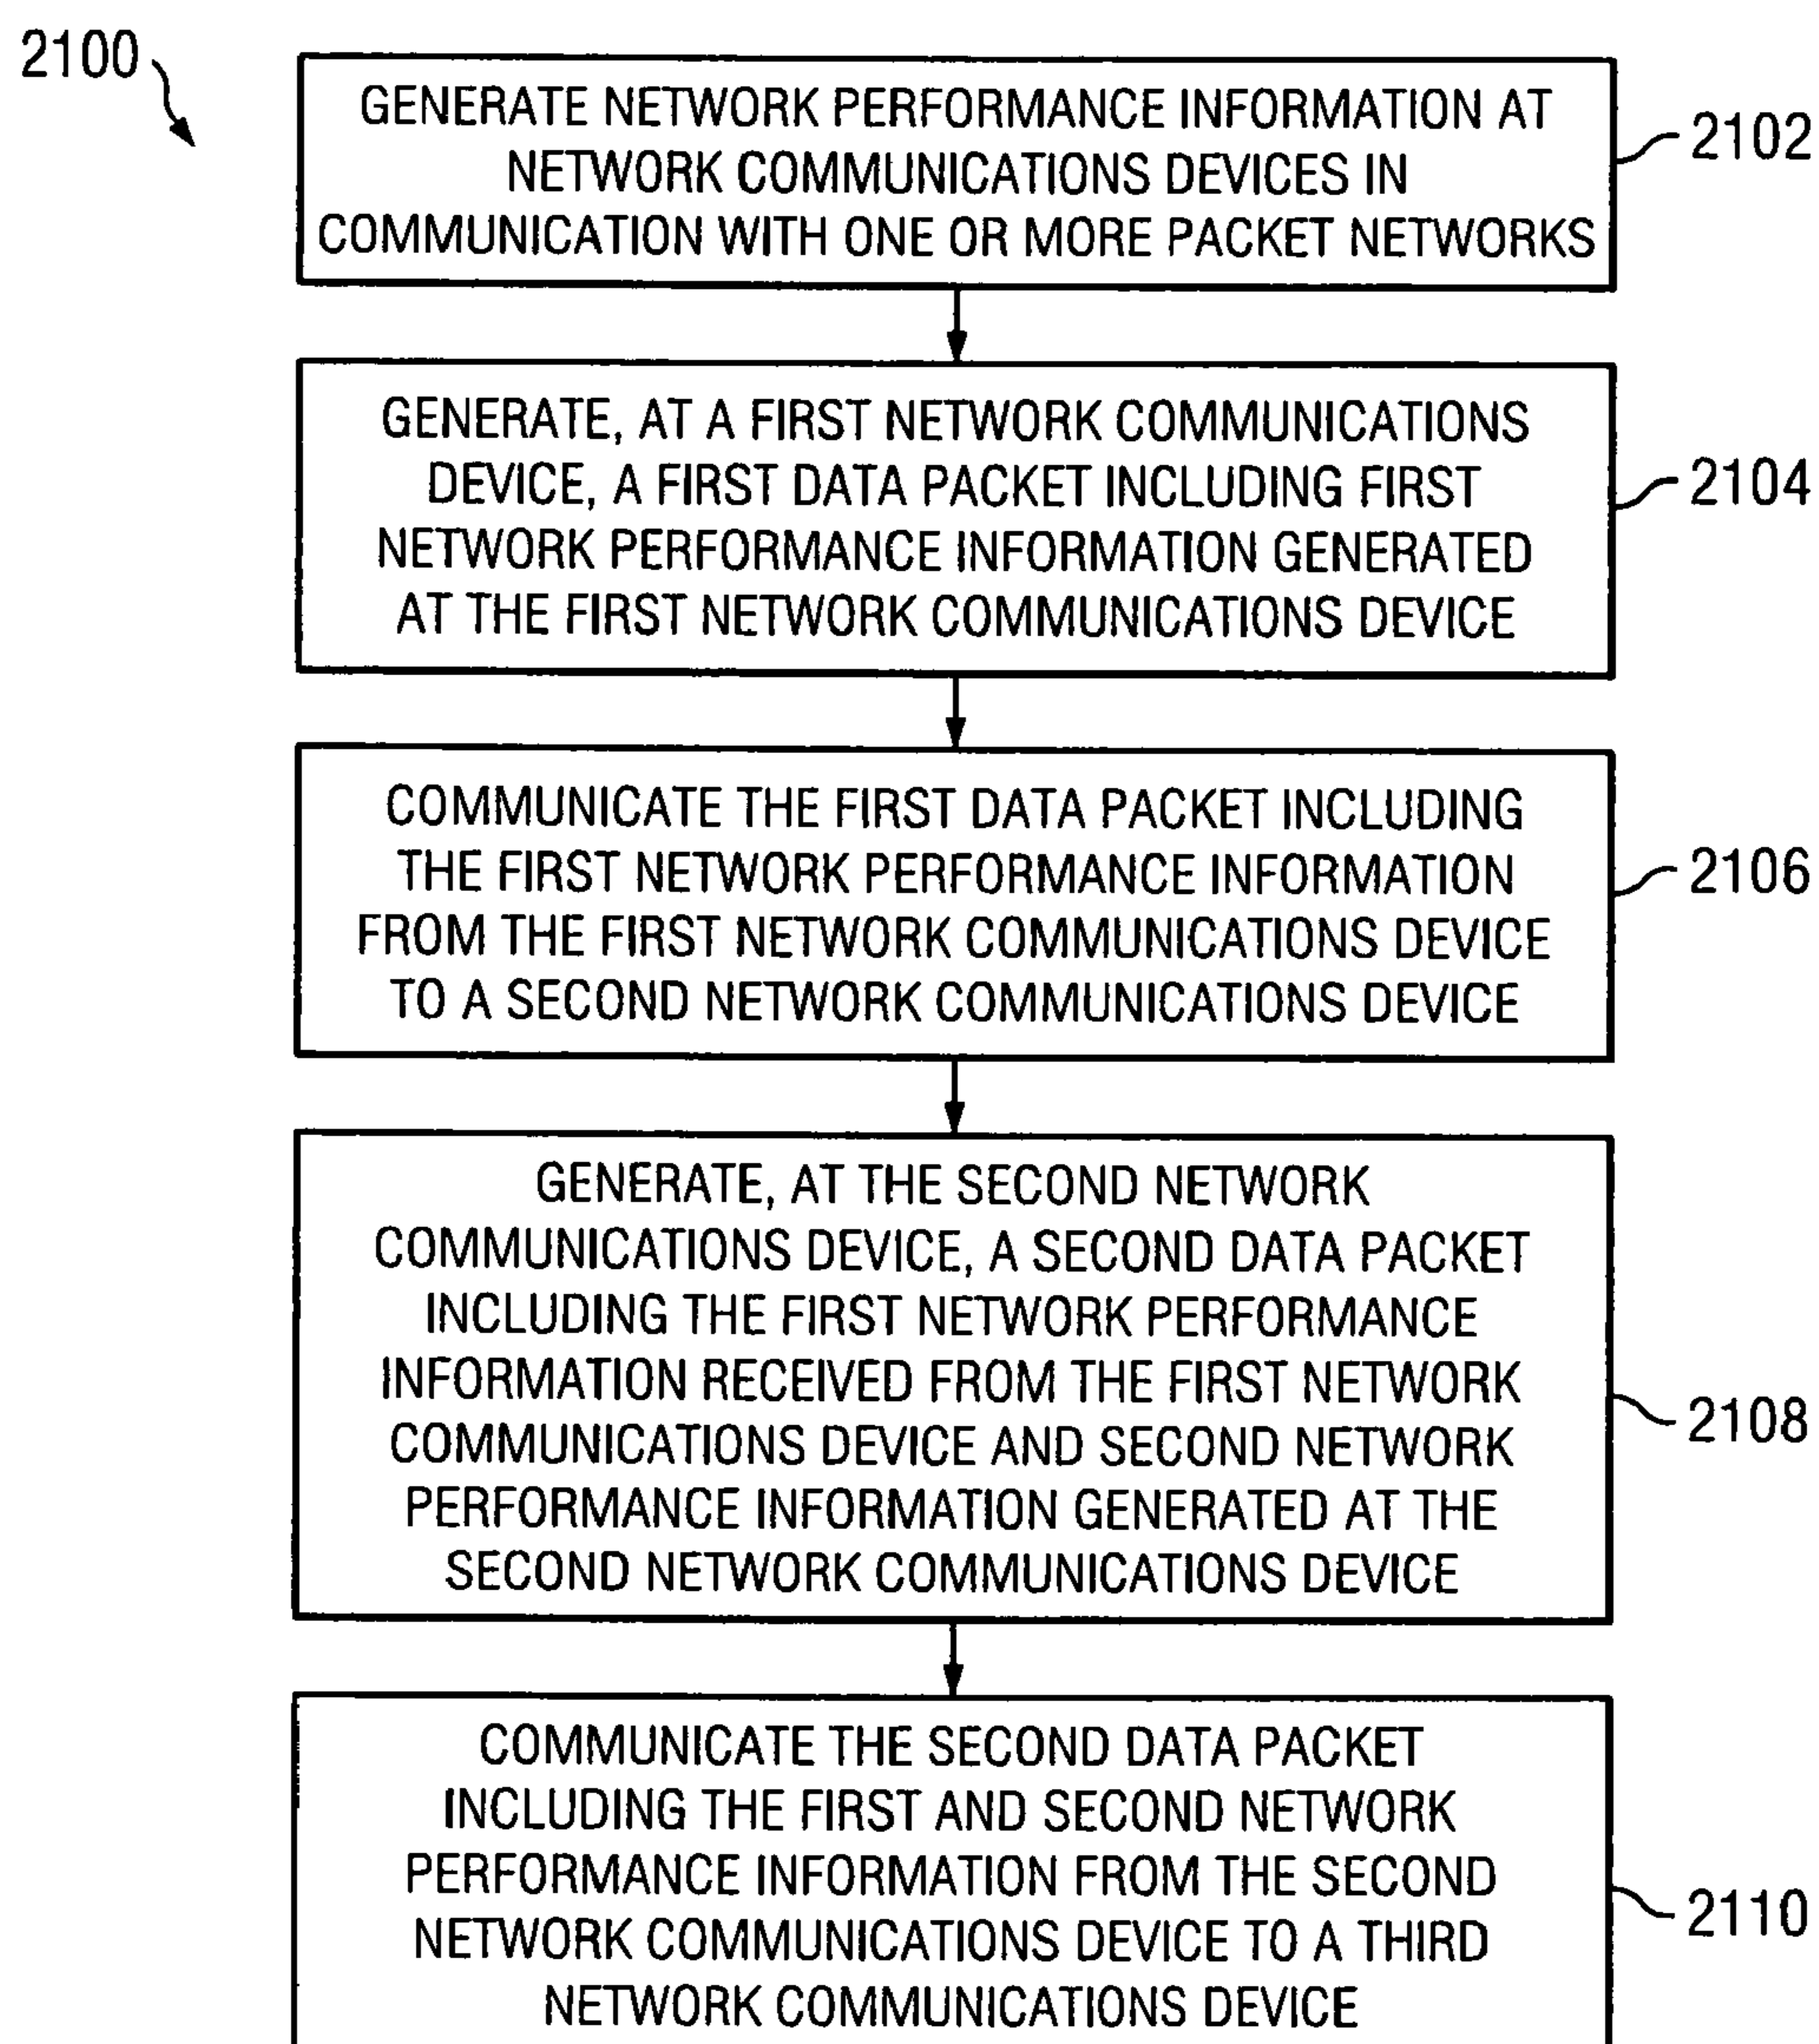 2100
GENERATE NETWORK PERFORMANCE INFORMATION AT
NETWORK COMMUNICATIONS DEVICES IN
COMMUNICATION WITH ONE OR MORE PACKET NETWORKS
2102
GENERATE, AT A FIRST NETWORK COMMUNICATIONS
DEVICE, A FIRST DATA PACKET INCLUDING FIRST
NETWORK PERFORMANCE INFORMATION GENERATED
AT THE FIRST NETWORK COMMUNICATIONS DEVICE
2104
COMMUNICATE THE FIRST DATA PACKET INCLUDING
THE FIRST NETWORK PERFORMANCE INFORMATION
FROM THE FIRST NETWORK COMMUNICATIONS DEVICE
TO A SECOND NETWORK COMMUNICATIONS DEVICE
2106
GENERATE, AT THE SECOND NETWORK
COMMUNICATIONS DEVICE, A SECOND DATA PACKET
INCLUDING THE FIRST NETWORK PERFORMANCE
INFORMATION RECEIVED FROM THE FIRST NETWORK
COMMUNICATIONS DEVICE AND SECOND NETWORK
PERFORMANCE INFORMATION GENERATED AT THE
SECOND NETWORK COMMUNICATIONS DEVICE
2108
COMMUNICATE THE SECOND DATA PACKET
INCLUDING THE FIRST AND SECOND NETWORK
PERFORMANCE INFORMATION FROM THE SECOND
NETWORK COMMUNICATIONS DEVICE TO A THIRD
NETWORK COMMUNICATIONS DEVICE
2110